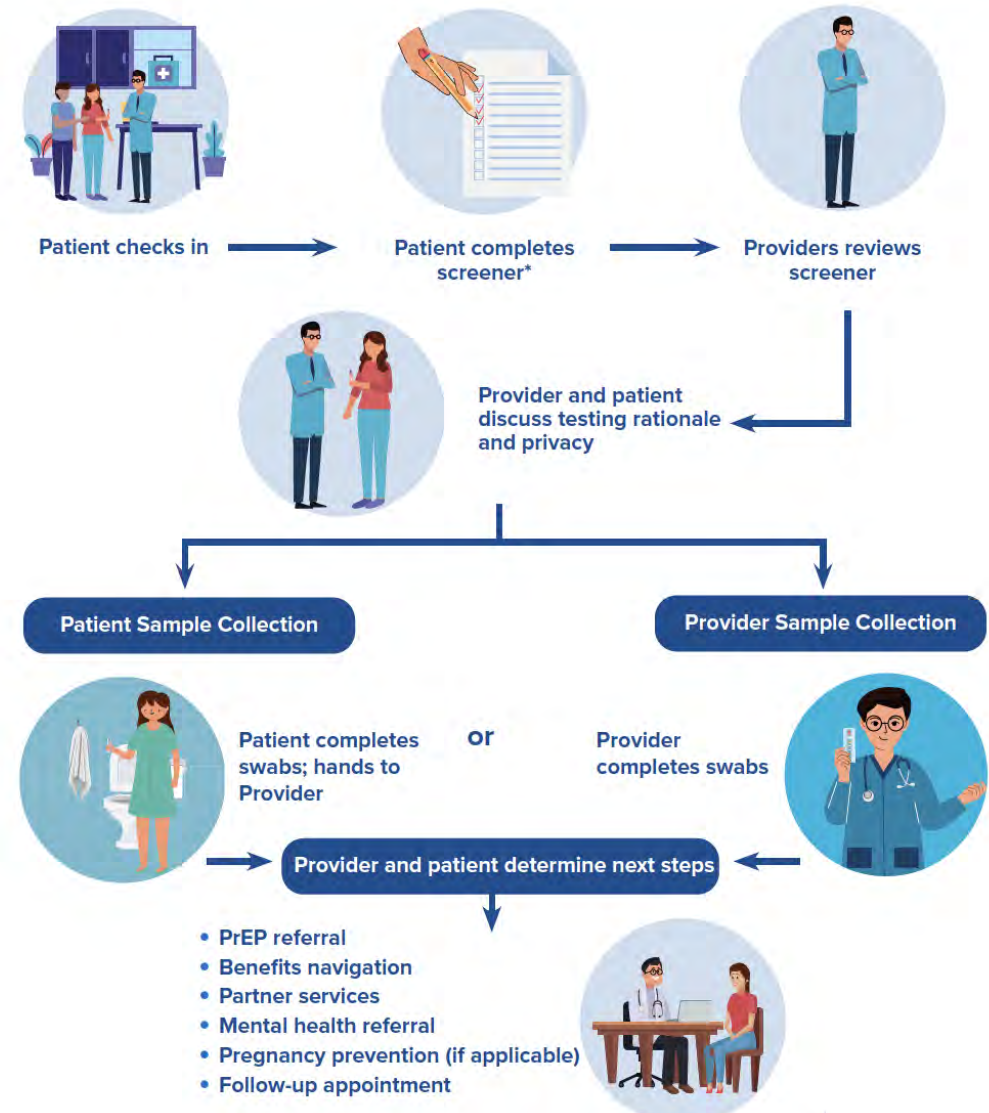 Patient checks in
Patient completes
screener*
Providers reviews
screener
Provider and patient
discuss testing rationale
and privacy
Patient Sample Collection
Provider Sample Collection
Patient completes
swabs; hands to
Provider
or
Provider
completes swabs
Provider and patient determine next steps
• PrEP referral
• Benefits navigation
• Partner services
• Mental health referral
• Pregnancy prevention (if applicable)
• Follow-up appointment